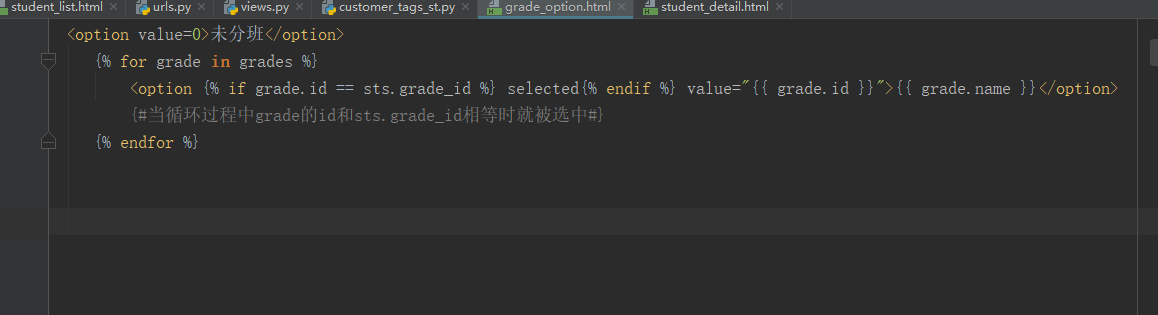 student_list.html urls.py views.py customer_tags_st.py grade_option.html student_detail.html
<option value=0>未分班</option>
{% for grade in grades %}
<option {% if grade.id == sts.grade_id %} selected{% endif %} value="{{ grade.id }}">{{ grade.name }}</option>
{#当循环过程中grade的id和sts.grade_id相等时就被选中#}
{% endfor %}